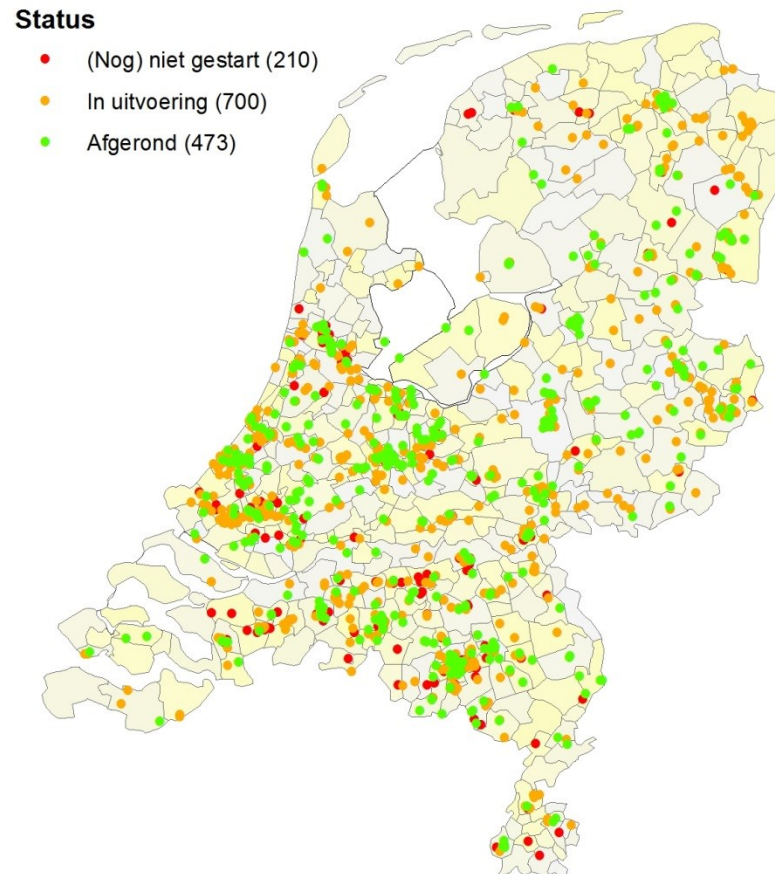 Status
(Nog) niet gestart (210)
In uitvoering (700)
Afgerond (473)